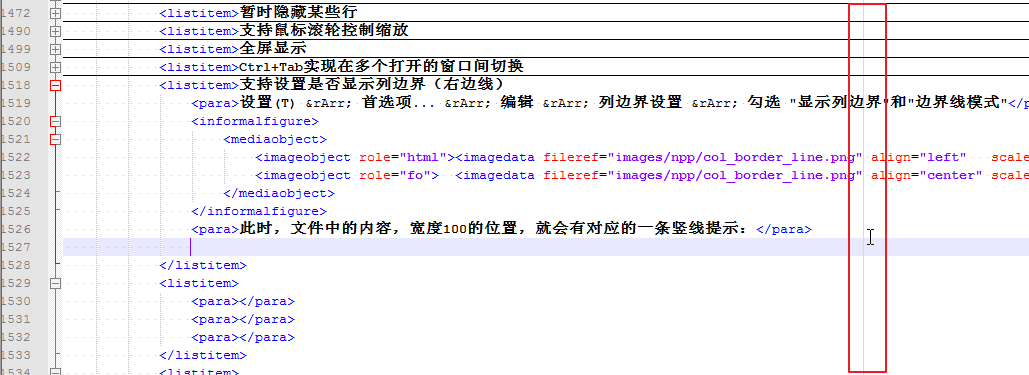 1472 <listitem>暂时隐藏某些行
1490 <listitem>支持鼠标滚轮控制缩放
1499 <listitem>全屏显示
1509 <listitem>Ctrl+Tab实现在多个打开的窗口间切换
1518 <listitem>支持设置是否显示列边界（右边线）
1519 <para>设置(T) &rArr; 首选项... &rArr; 编辑 &rArr; 列边界设置 &rArr; 勾选 "显示列边界"和"边界线模式"</p
1520 <informalfigure>
1521 <mediaobject>
1522 <imageobject role="html"><imagedata fileref="images/npp/col_border_line.png" align="left" scale
1523 <imageobject role="fo"> <imagedata fileref="images/npp/col_border_line.png" align="center" scale
1524 </mediaobject>
1525 </informalfigure>
1526 <para>此时，文件中的内容，宽度100的位置，就会有对应的一条竖线提示：</para>
1527
1528 </listitem>
1529 <listitem>
1530 <para></para>
1531 <para></para>
1532 <para></para>
1533 </listitem>
1534 <listitem>